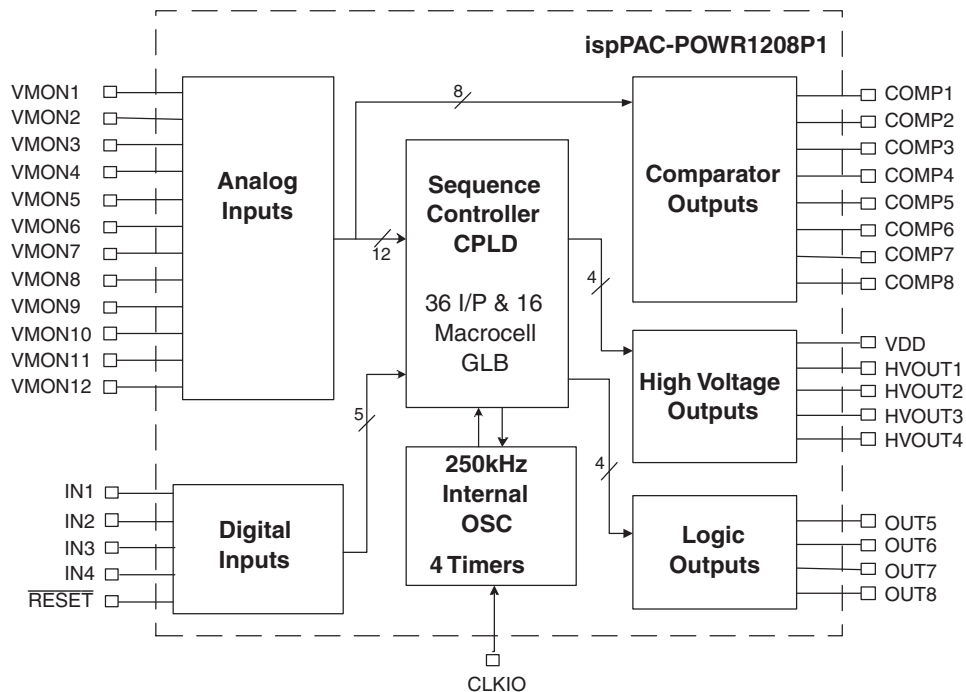 ispPAC-POWR1208P1
VMON1
VMON2
VMON3
VMON4
VMON5
VMON6
VMON7
VMON8
VMON9
VMON10
VMON11
VMON12
Analog
Inputs
8
12
Sequence
Controller
CPLD
36 I/P & 16
Macrocell
GLB
Comparator
Outputs
COMP1
COMP2
COMP3
COMP4
COMP5
COMP6
COMP7
COMP8
4
High Voltage
Outputs
VDD
HVOUT1
HVOUT2
HVOUT3
HVOUT4
5
4
IN1
IN2
IN3
IN4
RESET
Digital
Inputs
250kHz
Internal
OSC
4 Timers
Logic
Outputs
OUT5
OUT6
OUT7
OUT8
CLKIO